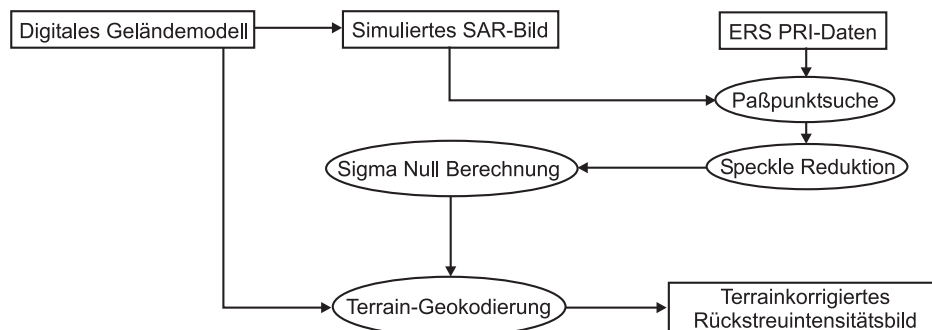 Digitales Geländemodell
Simuliertes SAR-Bild
ERS PRI-Daten
Paßpunktsuche
Sigma Null Berechnung
Speckle Reduktion
Terrain-Geokodierung
Terrainkorrigiertes
Rückstreuintensitätsbild